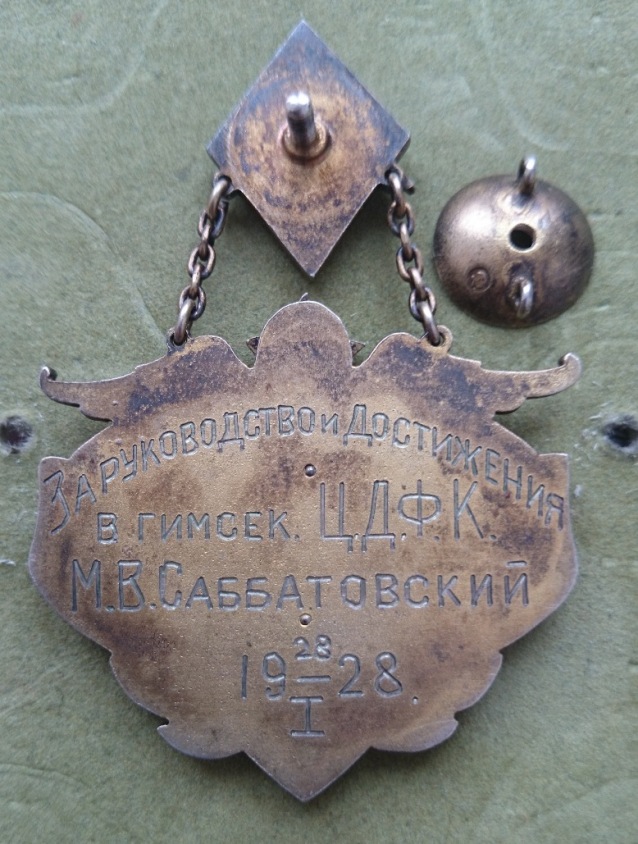 За руководство и Достижения
в гимсек. Ц.Д.Ф.К.
М.В. Саббатовский
19 28/I 28.